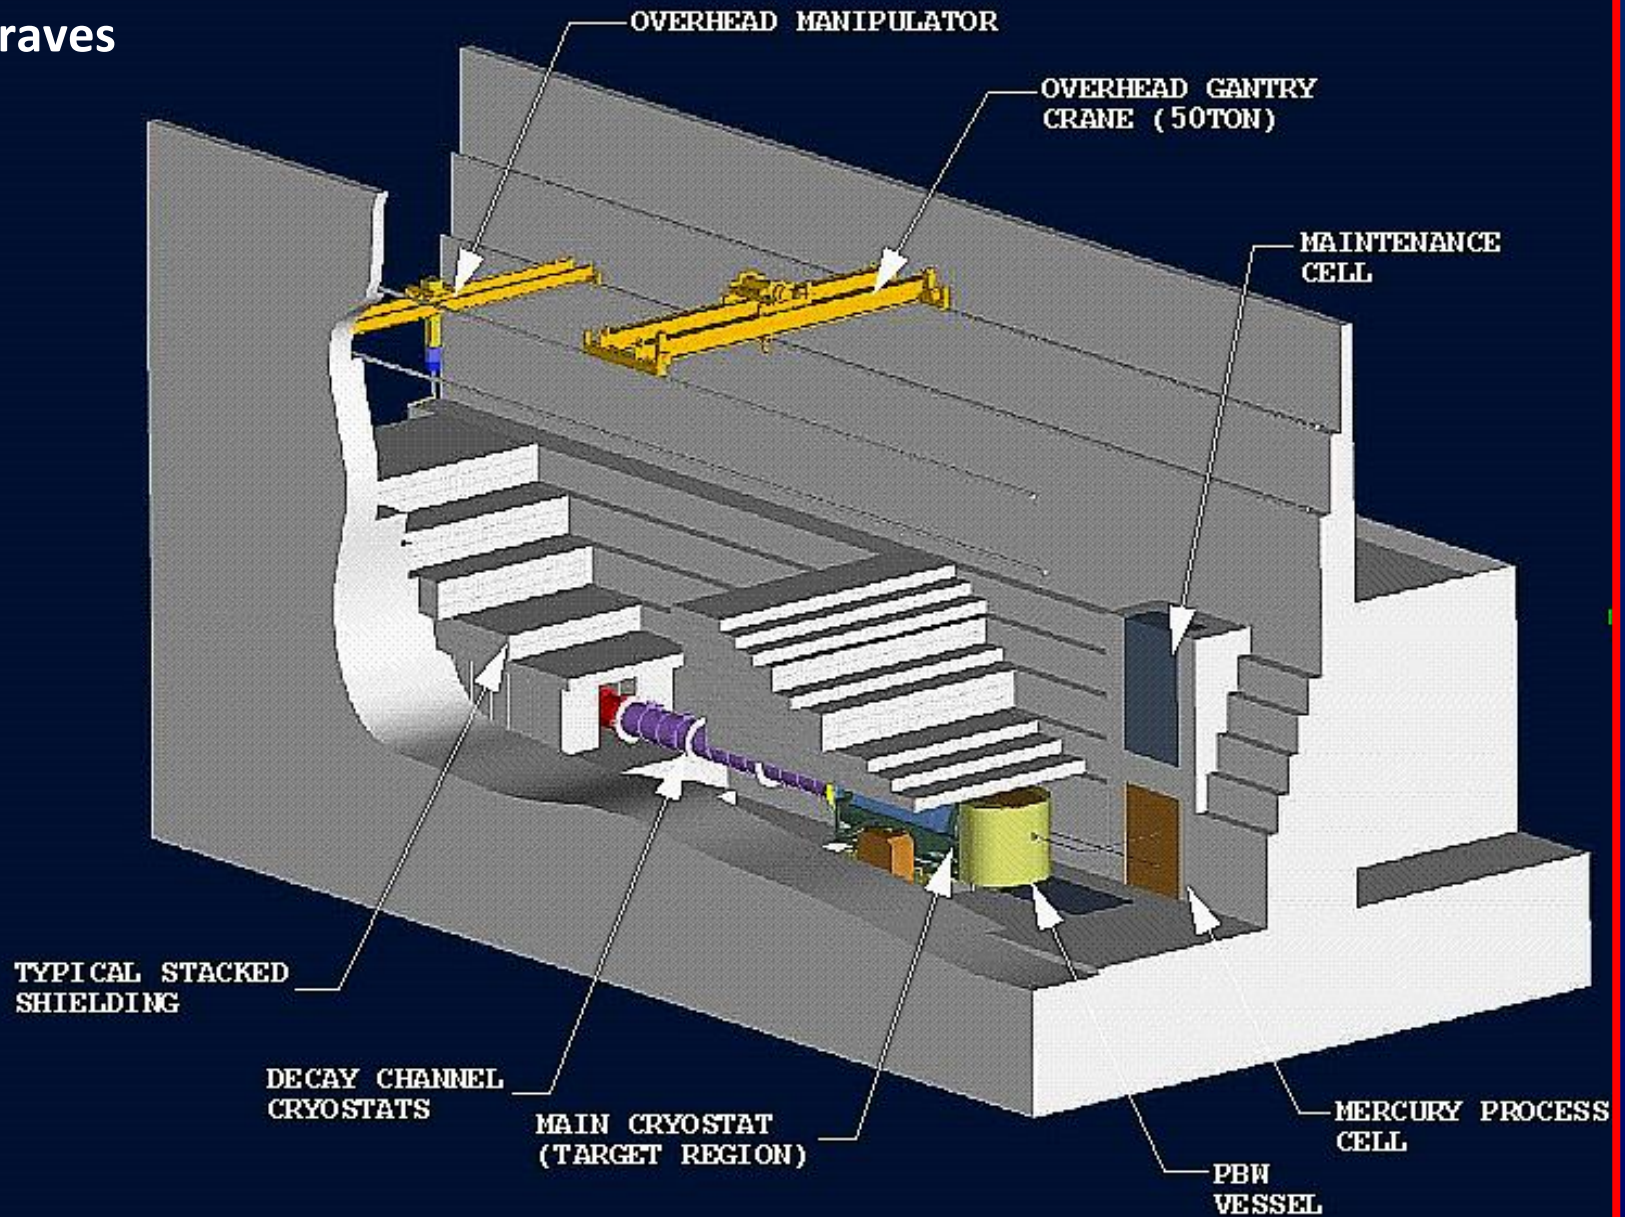 raves
OVERHEAD MANIPULATOR
OVERHEAD GANTRY
CRANE (50TON)
MAINTENANCE
CELL
TYPICAL STACKED
SHIELDING
DECAY CHANNEL
CRYOSTATS
MAIN CRYOSTAT
(TARGET REGION)
MERCURY PROCESS
CELL
PBW
VESSEL